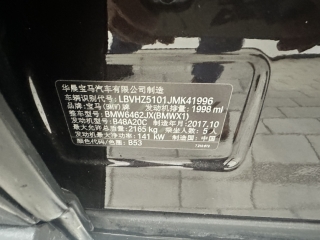 华晨宝马汽车有限公司制造
车辆识别代号: LBVHZ5101JMK41996
品牌: 宝马(BMW)牌 发动机排量: 1998 ml
整车型号: BMW6462JX(BMWX1)
发动机型号: B48A20C 制造年月: 2017.10
最大允许总质量: 2165 kg 乘坐人数: 5 人
发动机最大净功率: 141 kW 制造国: 中国
颜色代码/色图: B53